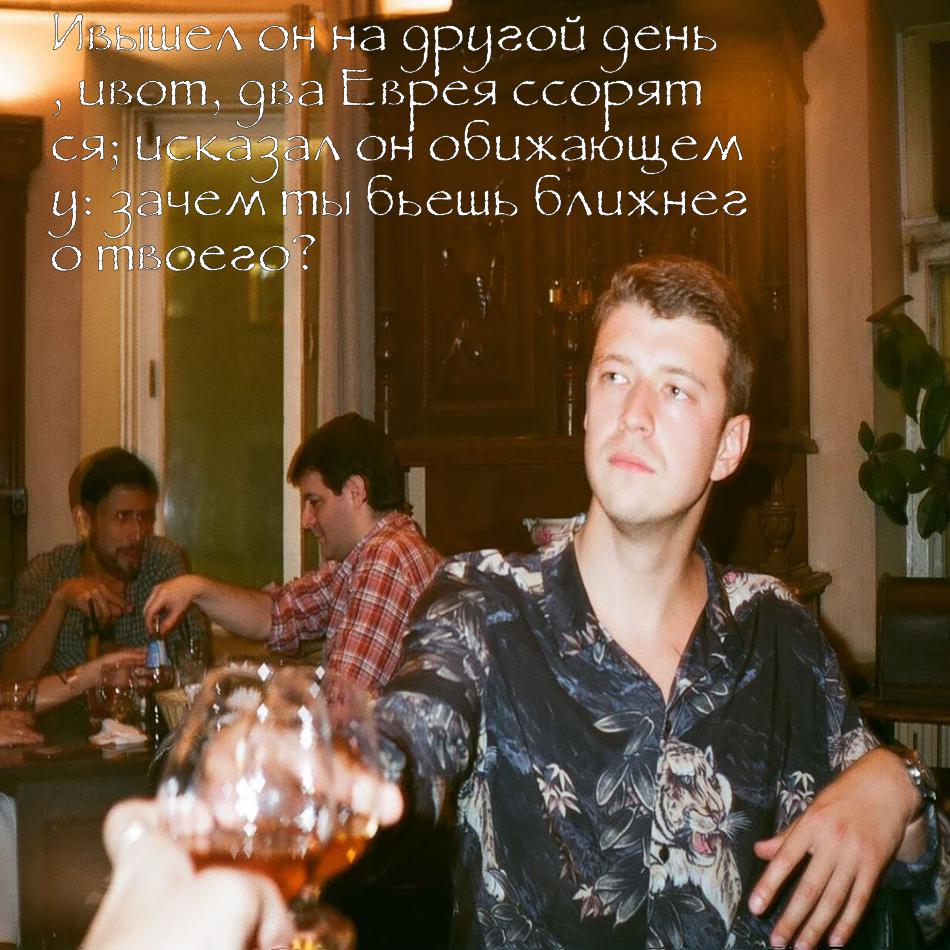 Ивышел он на другой день
, ивот, два Еврея ссорят
ся; исказал он обижающем
у: зачем ты бьешь ближнег
о твоего?